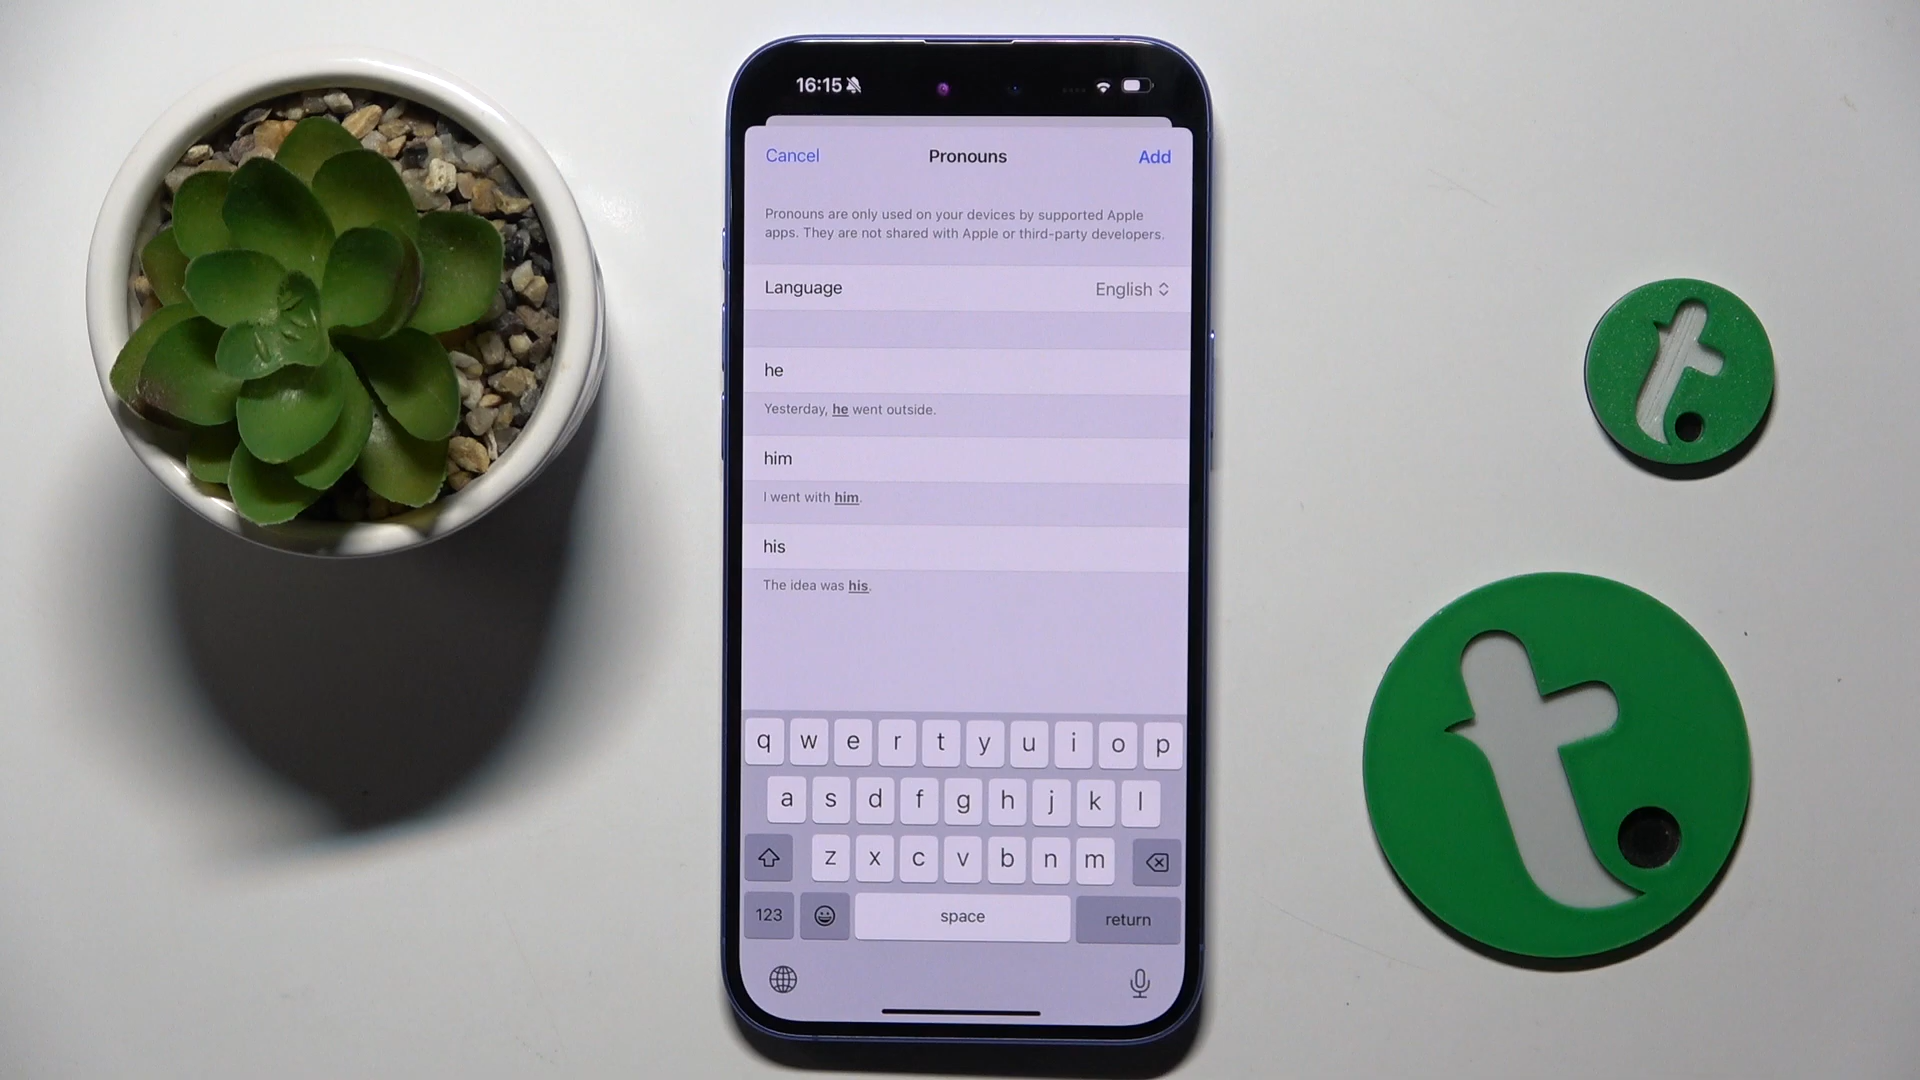 16:15
Cancel Pronouns Add
Pronouns are only used on your devices by supported Apple
apps. They are not shared with Apple or third-party developers.
Language English
he
Yesterday, he went outside.
him
I went with him.
his
The idea was his.
q w e r t y u i o p
a s d f g h j k l
z x c v b n m
123 space return
t
t